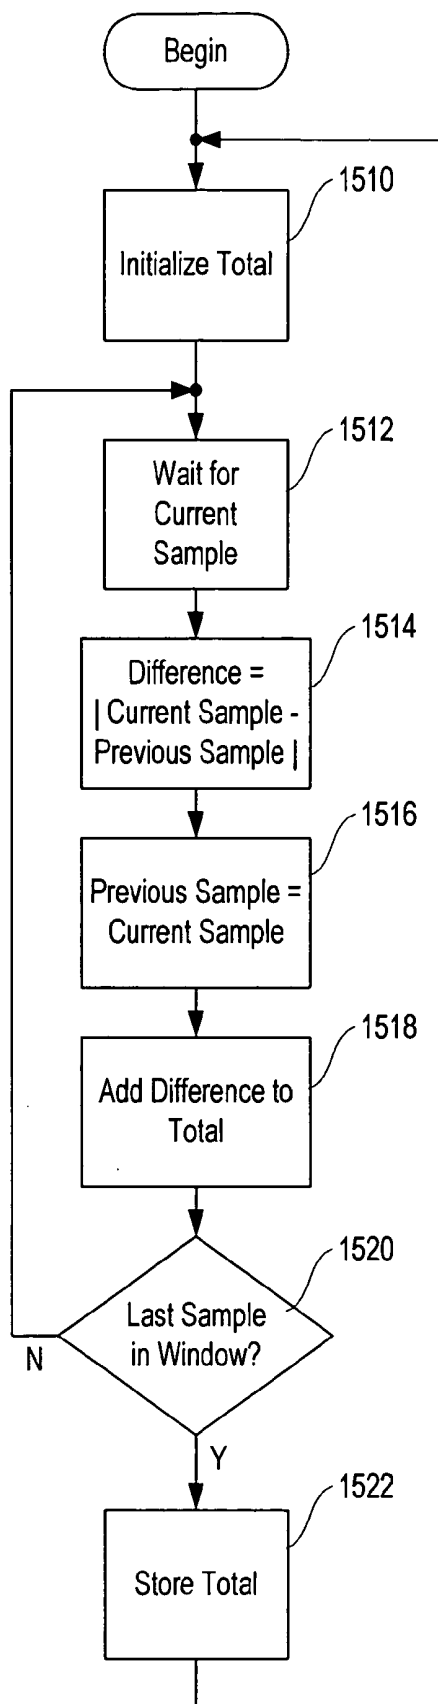 Begin
1510
Initialize Total
1512
Wait for
Current
Sample
1514
Difference =
| Current Sample -
Previous Sample |
1516
Previous Sample =
Current Sample
1518
Add Difference to
Total
1520
Last Sample
in Window?
N
Y
1522
Store Total